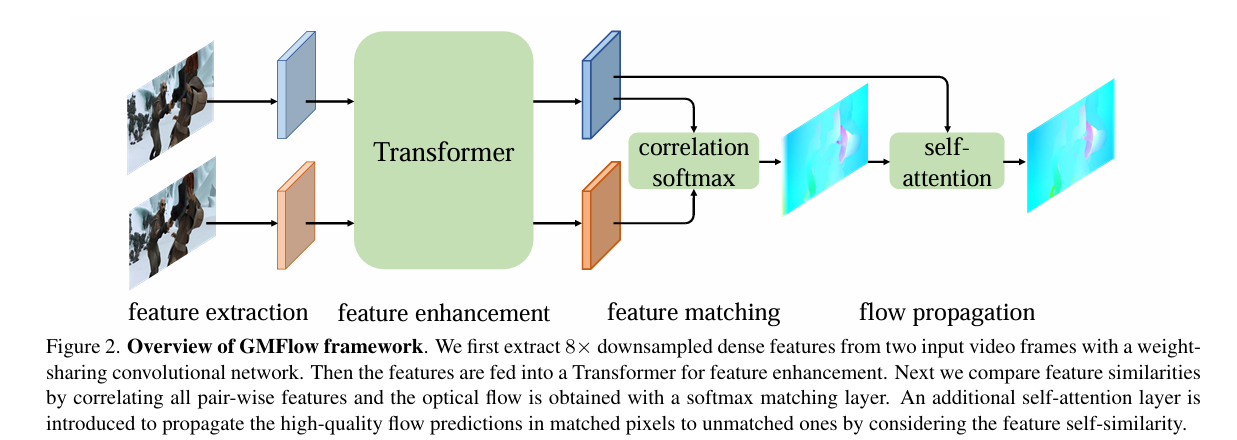 Transformer
correlation
softmax
self-
attention
feature extraction
feature enhancement
feature matching
flow propagation
Figure 2. Overview of GMFlow framework. We first extract 8× downsampled dense features from two input video frames with a weight-
sharing convolutional network. Then the features are fed into a Transformer for feature enhancement. Next we compare feature similarities
by correlating all pair-wise features and the optical flow is obtained with a softmax matching layer. An additional self-attention layer is
introduced to propagate the high-quality flow predictions in matched pixels to unmatched ones by considering the feature self-similarity.